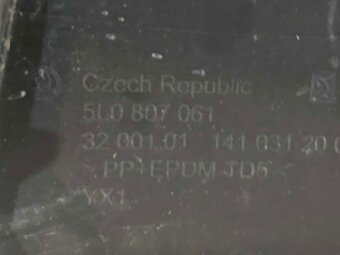 Czech Republic
5L0 807 061
32 001.01 141 031 20
>PP+EPDM-TD5<
YX1